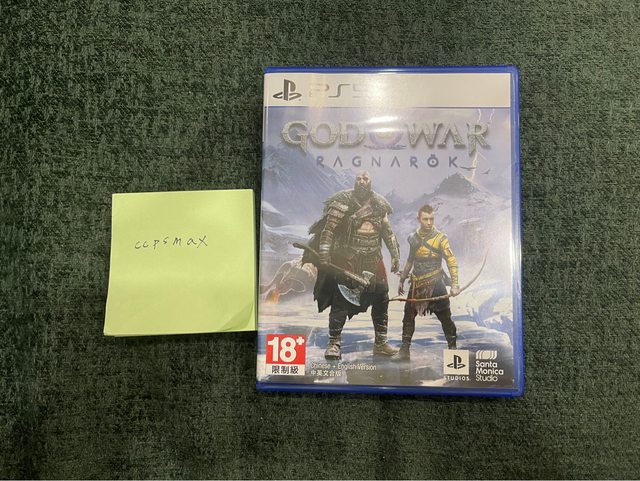 ccpsmax
PS5
GOD OF WAR
RAGNARÖK
18+
限制級
Chinese + English Version
中英文合版
STUDIOS
Santa
Monica
Studio